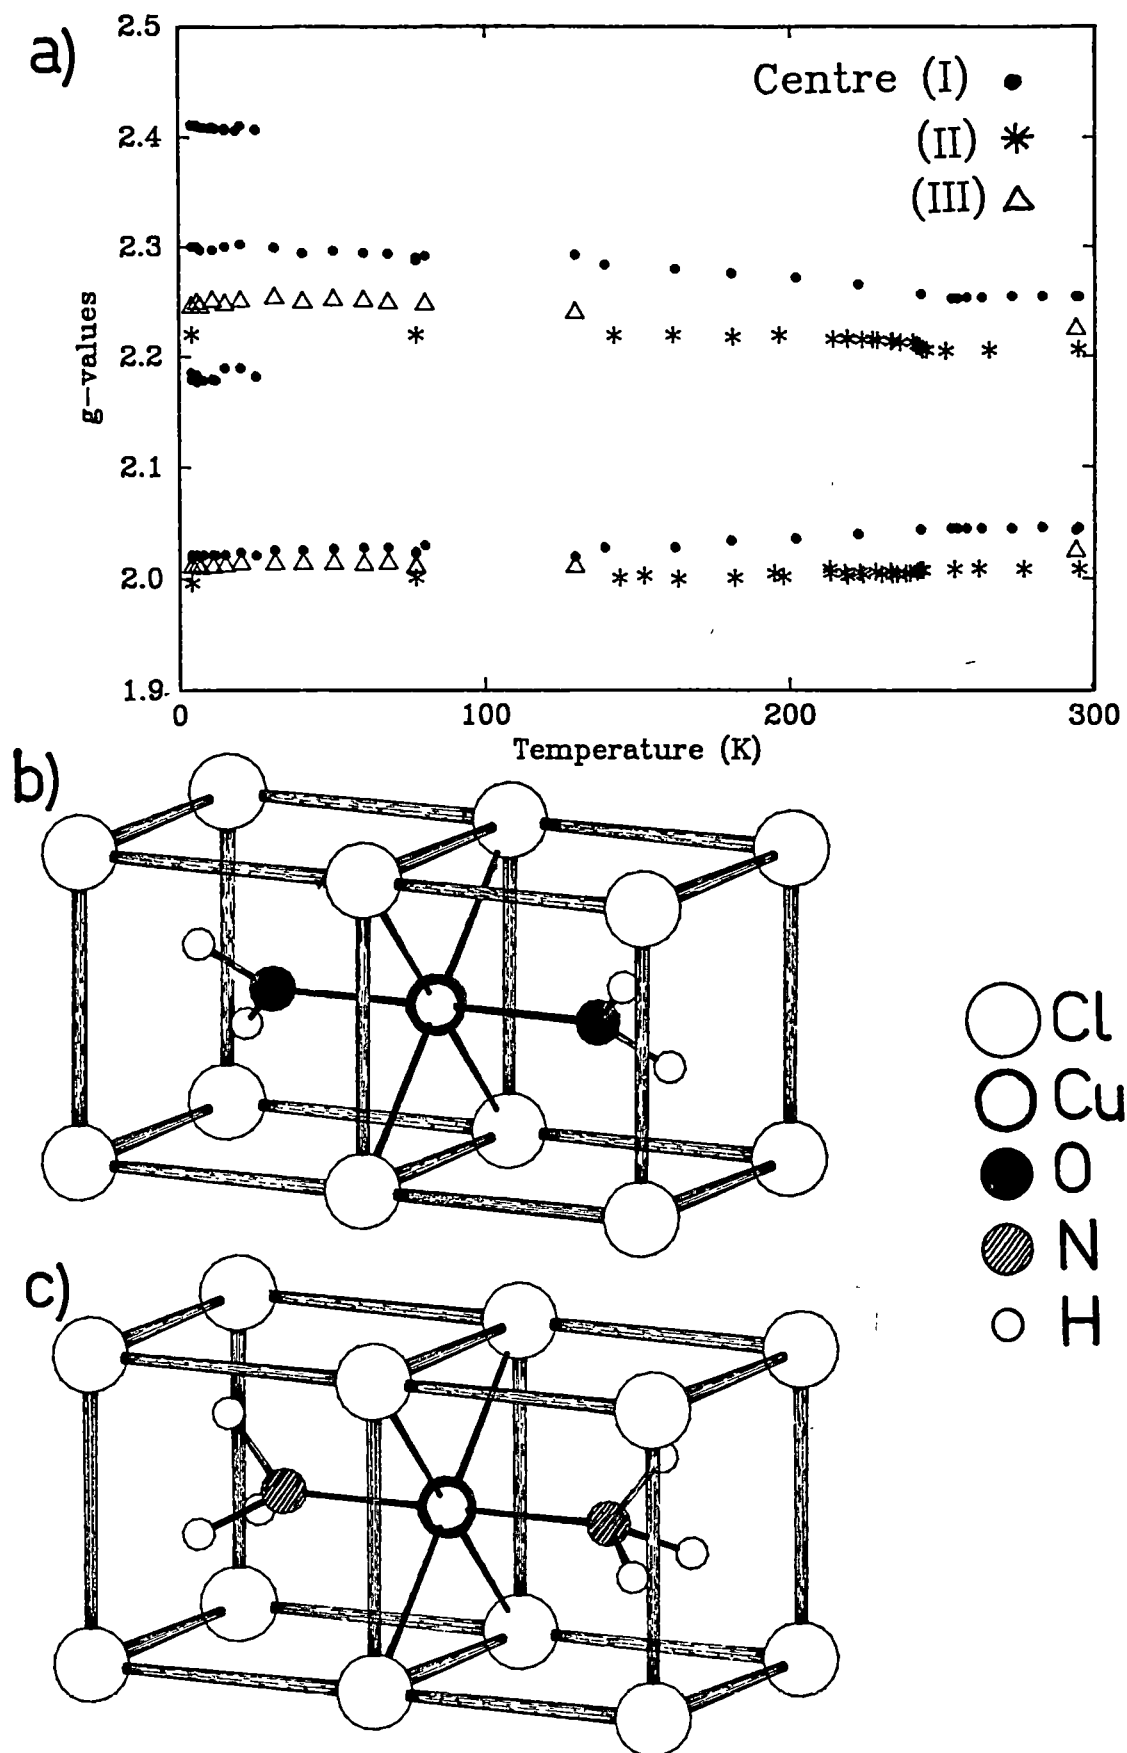 a)
2.5
2.4
2.3
2.2
2.1
2.0
1.9
g-values
Centre (I) •
(II) *
(III) △
0 100 200 300
Temperature (K)
b)
Cl
Cu
O
N
H
c)